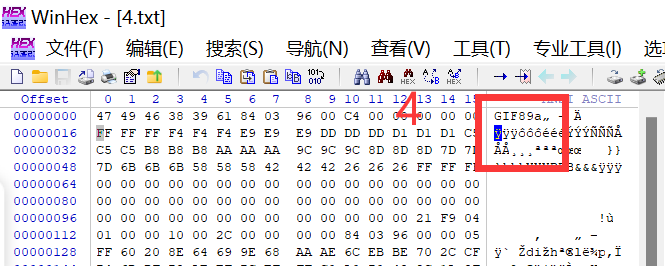 WinHex - [4.txt]
文件(F) 编辑(E) 搜索(S) 导航(N) 查看(V) 工具(T) 专业工具(I) 选
4
Offset 0 1 2 3 4 5 6 7 8 9 10 11 12 13 14 15 ANSI ASCII
00000000 47 49 46 38 39 61 84 03 96 00 C4 00 00 00 00 00 GIF89a„ – Ä
00000016 FF FF FF F4 F4 F4 E9 E9 E9 DD DD DD D1 D1 D1 C5 ÿÿÿôôôéééÝÝÝÑÑÑÅ
00000032 C5 C5 B8 B8 B8 AA AA AA 9C 9C 9C 8D 8D 8D 7D 7D ÅÅ¸¸¸ªªªœœœ }}
00000048 7D 6B 6B 6B 58 58 58 42 42 42 26 26 26 FF FF FF }kkkXXXBBB&&&ÿÿÿ
00000064 00 00 00 00 00 00 00 00 00 00 00 00 00 00 00 00
00000080 00 00 00 00 00 00 00 00 00 00 00 00 00 00 00 00
00000096 00 00 00 00 00 00 00 00 00 00 00 00 00 21 F9 04 !ù
00000112 01 00 00 10 00 2C 00 00 00 00 84 03 96 00 00 05 , „ –
00000128 FF E0 20 8E 64 69 9E 68 AA AE 6C EB BE 70 2C CF ÿ` Ždižhª®lë¾p,Ï